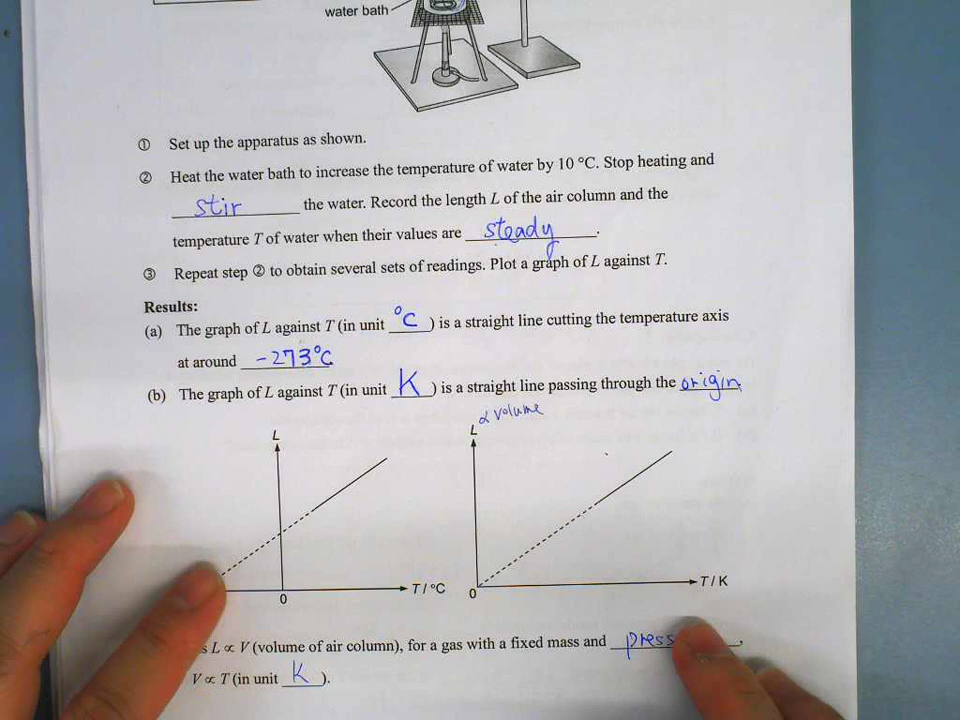 water bath
① Set up the apparatus as shown.
② Heat the water bath to increase the temperature of water by 10 °C. Stop heating and
stir the water. Record the length L of the air column and the
temperature T of water when their values are steady.
③ Repeat step ② to obtain several sets of readings. Plot a graph of L against T.
Results:
(a) The graph of L against T (in unit °C) is a straight line cutting the temperature axis
at around -273°C
(b) The graph of L against T (in unit K) is a straight line passing through the origin
L
L ∝ volume
T / °C
0
T / K
0
L ∝ V (volume of air column), for a gas with a fixed mass and
V ∝ T (in unit K).